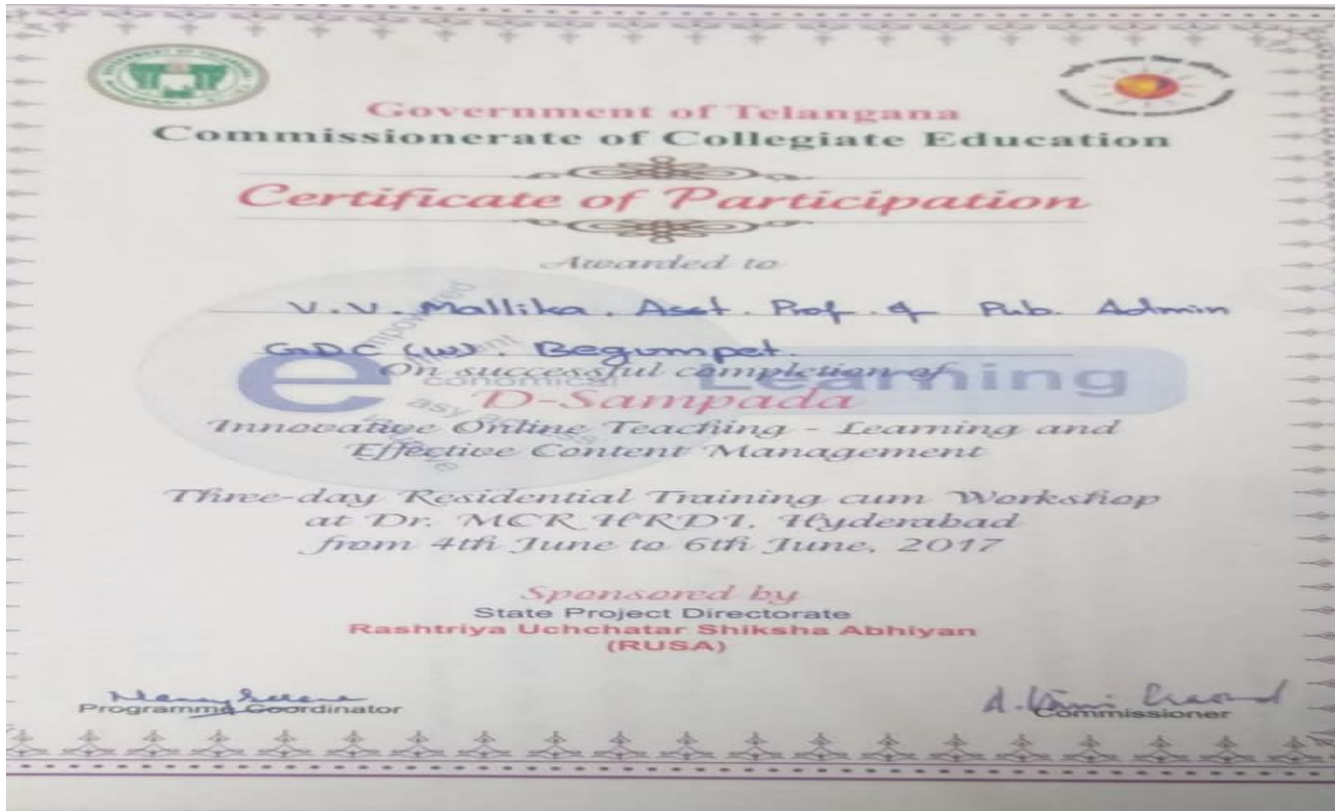 Government of Telangana
Commissionerate of Collegiate Education
Certificate of Participation
Awarded to
V.V. Mallika. Asst. Prof. of Pub. Admin
GDC (W). Begumpet.
On successful completion of
e Learning
D-Sampada
Innovative Online Teaching - Learning and
Effective Content Management
Three-day Residential Training cum Workshop
at Dr. MCR HRDI, Hyderabad
from 4th June to 6th June, 2017
Sponsored by
State Project Directorate
Rashtriya Uchchatar Shiksha Abhiyan
(RUSA)
Programme Coordinator
Commissioner